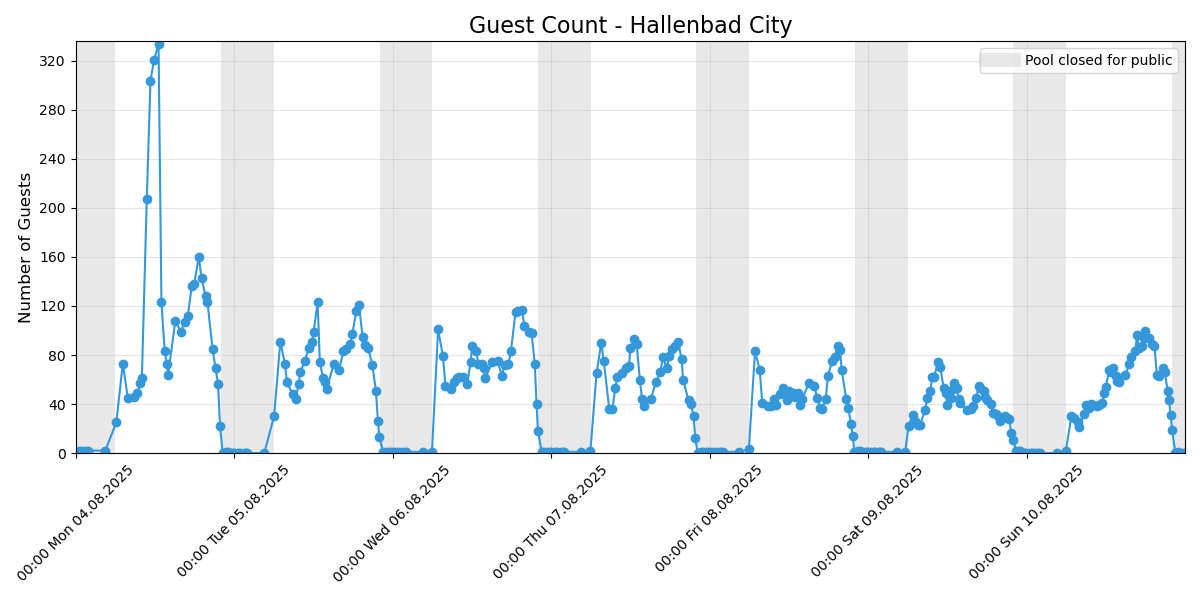 Guest Count - Hallenbad City
Pool closed for public
Number of Guests
320
280
240
200
160
120
80
40
0
00:00 Mon 04.08.2025
00:00 Tue 05.08.2025
00:00 Wed 06.08.2025
00:00 Thu 07.08.2025
00:00 Fri 08.08.2025
00:00 Sat 09.08.2025
00:00 Sun 10.08.2025